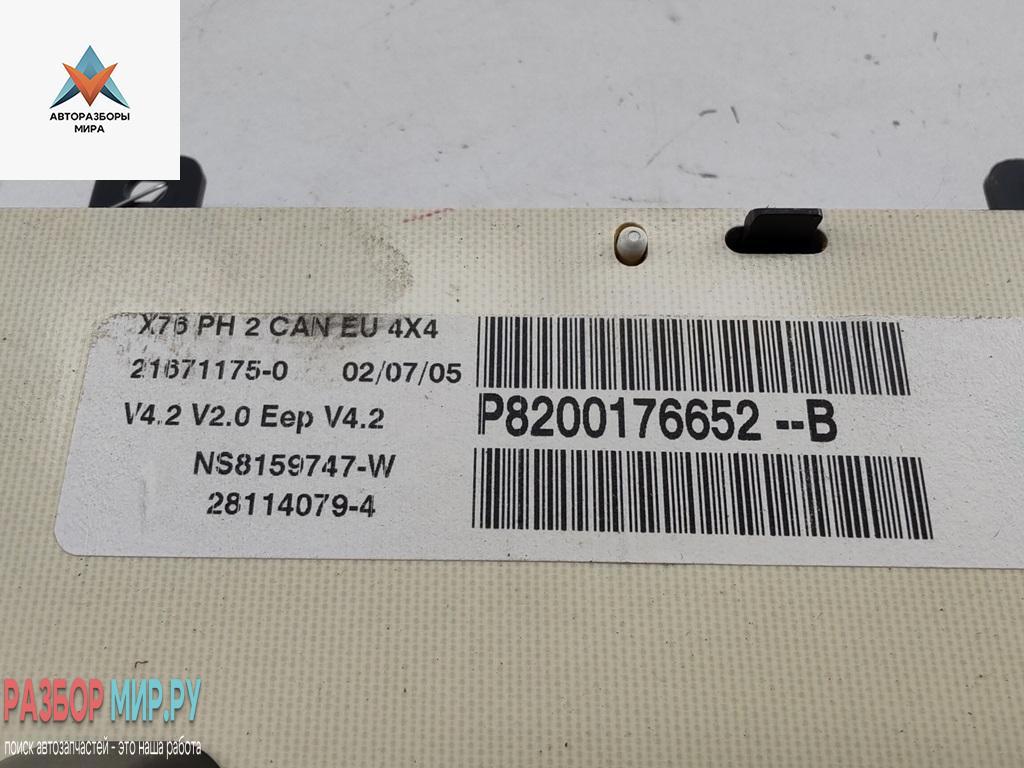 АВТОРАЗБОРЫ
МИРА
X76 PH 2 CAN EU 4X4
21671175-0 02/07/05
V4.2 V2.0 Eep V4.2
P8200176652 --B
NS8159747-W
28114079-4
РАЗБОР МИР.РУ
поиск автозапчастей - это наша работа